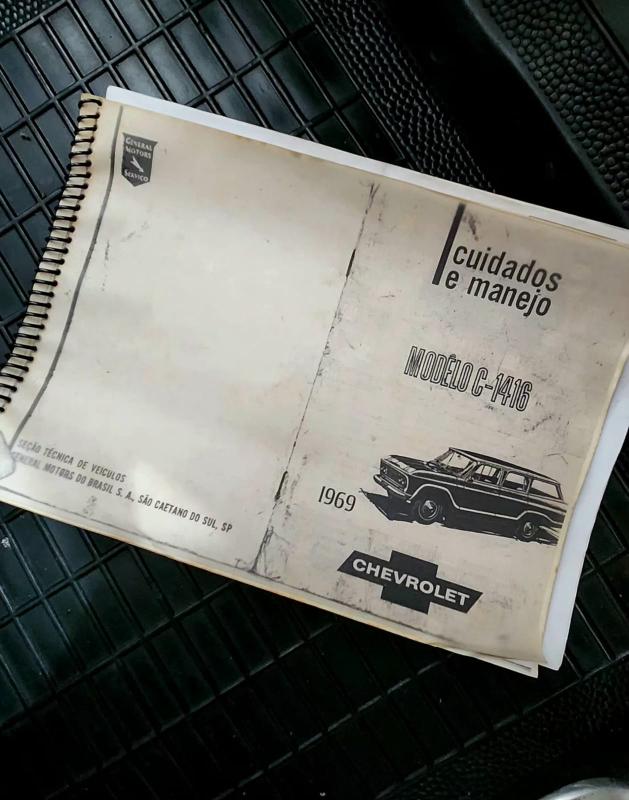 GENERAL
MOTORS
SERVIÇO
SEÇÃO TÉCNICA DE VEICULOS
GENERAL MOTORS DO BRASIL S. A., SÃO CAETANO DO SUL, SP
cuidados
e manejo
MODÊLO C-1416
1969
CHEVROLET